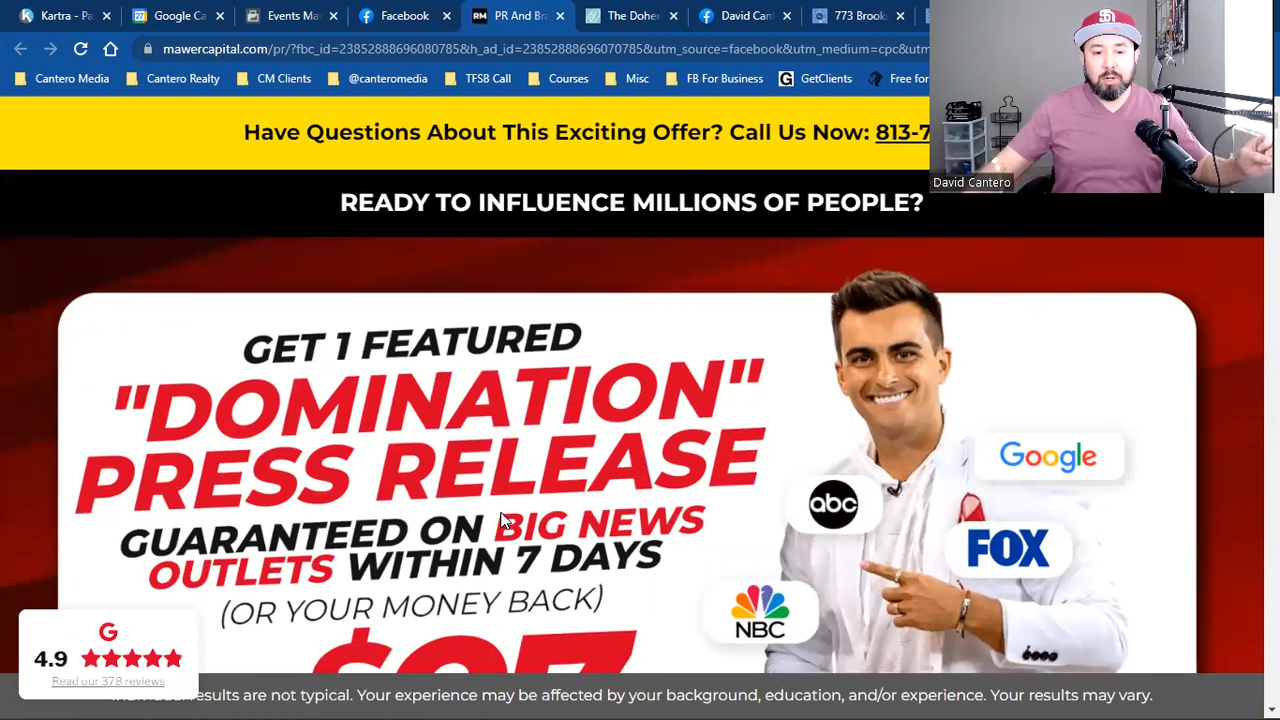 Kartra - Pa
Google Ca
Events Ma
Facebook
PR And Bra
The Doher
David Cant
773 Brook
mawercapital.com/pr/?fbc_id=23852888696080785&h_ad_id=23852888696070785&utm_source=facebook&utm_medium=cpc&utm
Cantero Media
Cantero Realty
CM Clients
@canteromedia
TFSB Call
Courses
Misc
FB For Business
GetClients
Free for
Have Questions About This Exciting Offer? Call Us Now: 813-7
David Cantero
READY TO INFLUENCE MILLIONS OF PEOPLE?
GET 1 FEATURED
"DOMINATION"
PRESS RELEASE
GUARANTEED ON BIG NEWS
OUTLETS WITHIN 7 DAYS
(OR YOUR MONEY BACK)
Google
abc
FOX
NBC
G
4.9
Read our 378 reviews
results are not typical. Your experience may be affected by your background, education, and/or experience. Your results may vary.